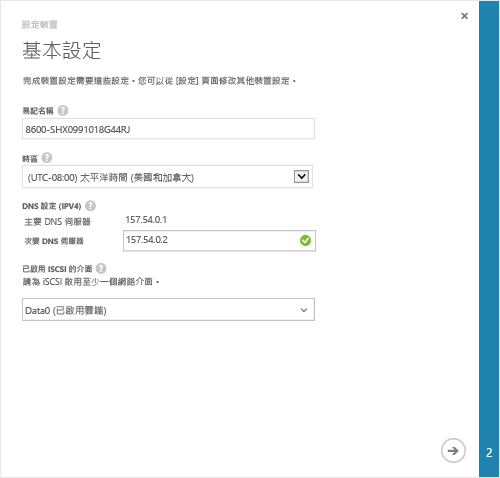 設定裝置
基本設定
完成裝置設定需要這些設定。您可以從 [設定] 頁面修改其他裝置設定。
易記名稱 ?
8600-SHX0991018G44RJ
時區 ?
(UTC-08:00) 太平洋時間 (美國和加拿大)
DNS 設定 (IPV4) ?
主要 DNS 伺服器 157.54.0.1
次要 DNS 伺服器 157.54.0.2
已啟用 ISCSI 的介面 ?
請為 iSCSI 啟用至少一個網路介面。
Data0 (已啟用雲端)
2